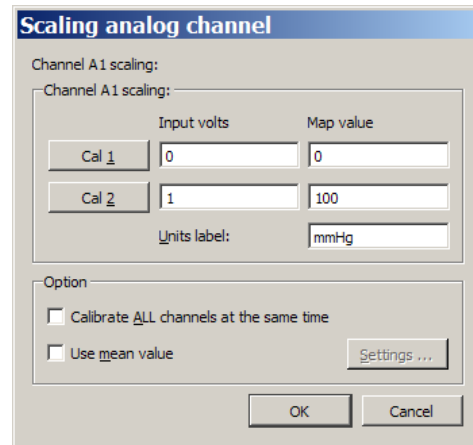 Scaling analog channel
Channel A1 scaling:
Channel A1 scaling:
Input volts Map value
Cal 1 0 0
Cal 2 1 100
Units label: mmHg
Option
Calibrate ALL channels at the same time
Use mean value Settings ...
OK Cancel